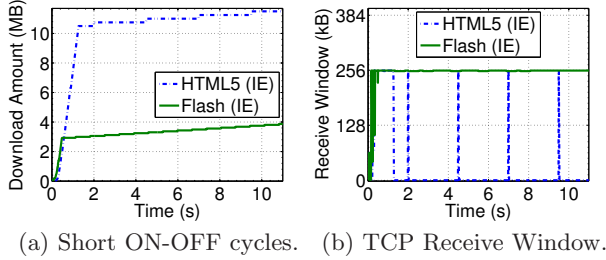 Download Amount (MB)
10
8
6
4
2
0
HTML5 (IE)
Flash (IE)
0 2 4 6 8 10
Time (s)
(a) Short ON-OFF cycles.
Receive Window (kB)
384
256
128
0
HTML5 (IE)
Flash (IE)
0 2 4 6 8 10
Time (s)
(b) TCP Receive Window.